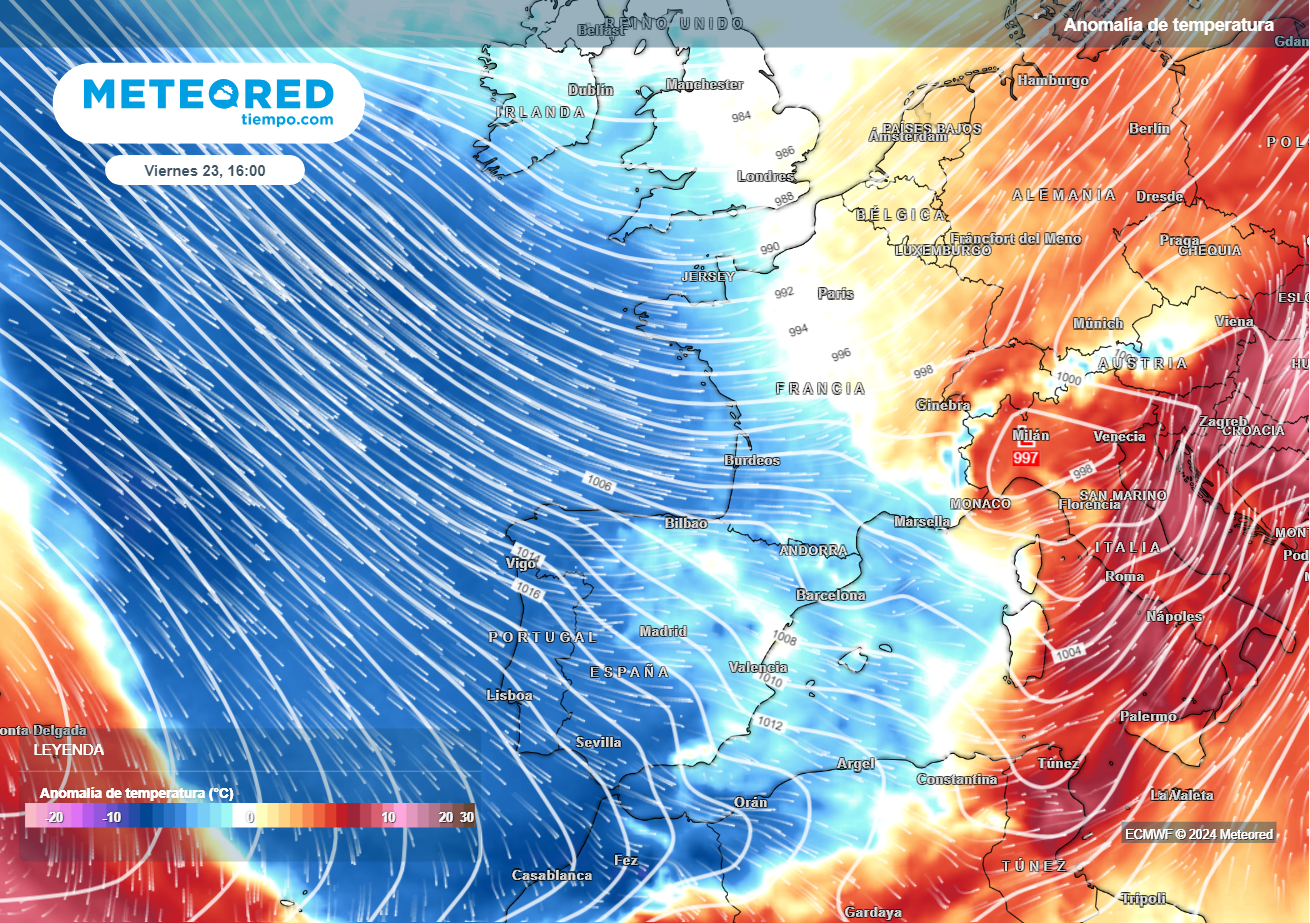 REINO UNIDO
Belfast
Anomalía de temperatura
METEORED
tiempo.com
Viernes 23, 16:00
Hamburgo
Manchester
Dublín
IRLANDA
984
PAÍSES BAJOS
Ámsterdam
Berlín
986
Londres
988
ALEMANIA
Dresde
BÉLGICA
Fráncfort del Meno
Praga
CHEQUIA
LUXEMBURGO
990
JERSEY
992
París
994
Múnich
Viena
996
AUSTRIA
998
1000
FRANCIA
Ginebra
Zagreb
CROACIA
Milán
Venecia
L
997
998
Burdeos
1006
SAN MARINO
MONACO
Florencia
Bilbao
Marsella
1014
Vigo
ANDORRA
ITALIA
Roma
1016
Barcelona
Nápoles
PORTUGAL
Madrid
1008
1004
ESPAÑA
Valencia
1010
Lisboa
1012
Palermo
Sevilla
LEYENDA
Argel
Túnez
Constantina
Anomalía de temperatura (°C)
-20 -10 0 10 20 30
Orán
La Valeta
ECMWF © 2024 Meteored
Fez
Casablanca
TÚNEZ
Trípoli
Gardaya